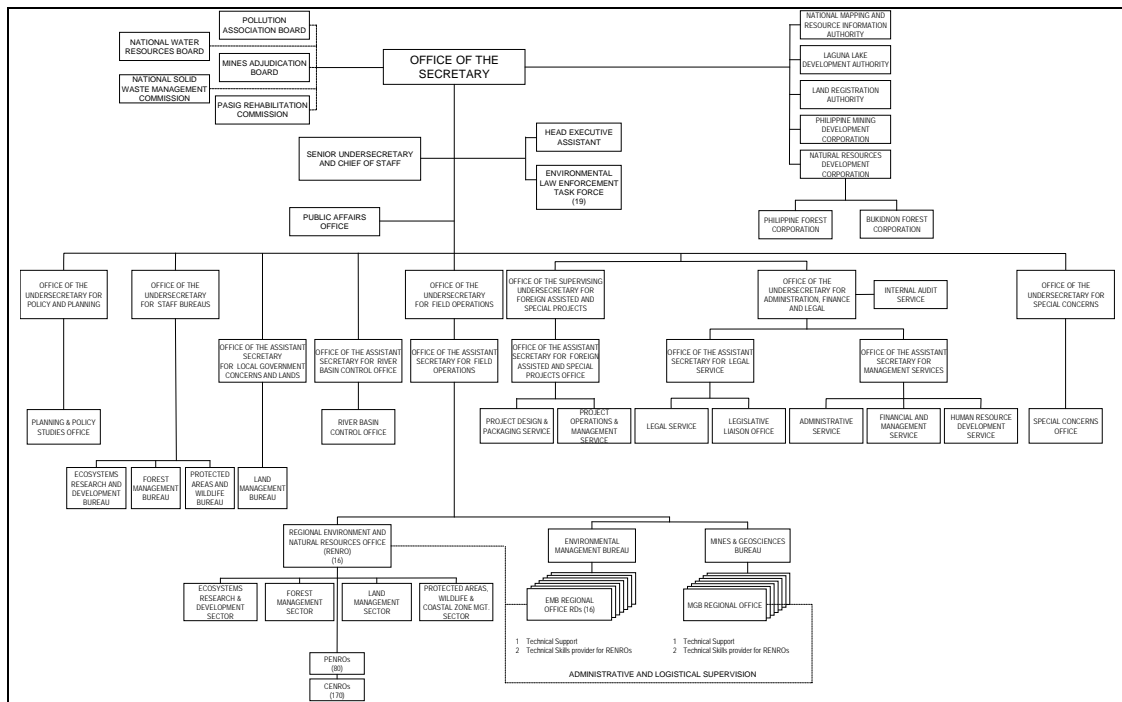 POLLUTION
ASSOCIATION BOARD
NATIONAL WATER
RESOURCES BOARD
MINES ADJUDICATION
BOARD
NATIONAL SOLID
WASTE MANAGEMENT
COMMISSION
PASIG REHABILITATION
COMMISSION
OFFICE OF THE
SECRETARY
NATIONAL MAPPING AND
RESOURCE INFORMATION
AUTHORITY
LAGUNA LAKE
DEVELOPMENT AUTHORITY
LAND REGISTRATION
AUTHORITY
PHILIPPINE MINING
DEVELOPMENT
CORPORATION
NATURAL RESOURCES
DEVELOPMENT
CORPORATION
PHILIPPINE FOREST
CORPORATION
BUKIDNON FOREST
CORPORATION
SENIOR UNDERSECRETARY
AND CHIEF OF STAFF
HEAD EXECUTIVE
ASSISTANT
ENVIRONMENTAL
LAW ENFORCEMENT
TASK FORCE
(19)
PUBLIC AFFAIRS
OFFICE
OFFICE OF THE
UNDERSECRETARY FOR
POLICY AND PLANNING
OFFICE OF THE
UNDERSECRETARY
FOR STAFF BUREAUS
OFFICE OF THE
UNDERSECRETARY
FOR FIELD OPERATIONS
OFFICE OF THE SUPERVISING
UNDERSECRETARY FOR
FOREIGN ASSISTED AND
SPECIAL PROJECTS
OFFICE OF THE
UNDERSECRETARY FOR
ADMINISTRATION, FINANCE
AND LEGAL
INTERNAL AUDIT
SERVICE
OFFICE OF THE
UNDERSECRETARY FOR
SPECIAL CONCERNS
OFFICE OF THE ASSISTANT
SECRETARY
FOR LOCAL GOVERNMENT
CONCERNS AND LANDS
OFFICE OF THE ASSISTANT
SECRETARY FOR RIVER
BASIN CONTROL OFFICE
OFFICE OF THE ASSISTANT
SECRETARY FOR FIELD
OPERATIONS
OFFICE OF THE ASSISTANT
SECRETARY FOR FOREIGN
ASSISTED AND SPECIAL
PROJECTS OFFICE
OFFICE OF THE ASSISTANT
SECRETARY FOR LEGAL
SERVICE
OFFICE OF THE ASSISTANT
SECRETARY FOR
MANAGEMENT SERVICES
PLANNING & POLICY
STUDIES OFFICE
RIVER BASIN
CONTROL OFFICE
PROJECT DESIGN &
PACKAGING SERVICE
PROJECT
OPERATIONS &
MANAGEMENT
SERVICE
LEGAL SERVICE
LEGISLATIVE
LIAISON OFFICE
ADMINISTRATIVE
SERVICE
FINANCIAL AND
MANAGEMENT
SERVICE
HUMAN RESOURCE
DEVELOPMENT
SERVICE
SPECIAL CONCERNS
OFFICE
ECOSYSTEMS
RESEARCH AND
DEVELOPMENT
BUREAU
FOREST
MANAGEMENT
BUREAU
PROTECTED
AREAS AND
WILDLIFE BUREAU
LAND
MANAGEMENT
BUREAU
REGIONAL ENVIRONMENT AND
NATURAL RESOURCES OFFICE
(RENRO)
(16)
ENVIRONMENTAL
MANAGEMENT BUREAU
MINES & GEOSCIENCES
BUREAU
ECOSYSTEMS
RESEARCH &
DEVELOPMENT
SECTOR
FOREST
MANAGEMENT
SECTOR
LAND
MANAGEMENT
SECTOR
PROTECTED AREAS,
WILDLIFE &
COASTAL ZONE MGT.
SECTOR
EMB REGIONAL
OFFICE RDs (16)
MGB REGIONAL OFFICE
1 Technical Support
2 Technical Skills provider for RENROs
1 Technical Support
2 Technical Skills provider for RENROs
PENROs
(80)
CENROs
(170)
ADMINISTRATIVE AND LOGISTICAL SUPERVISION